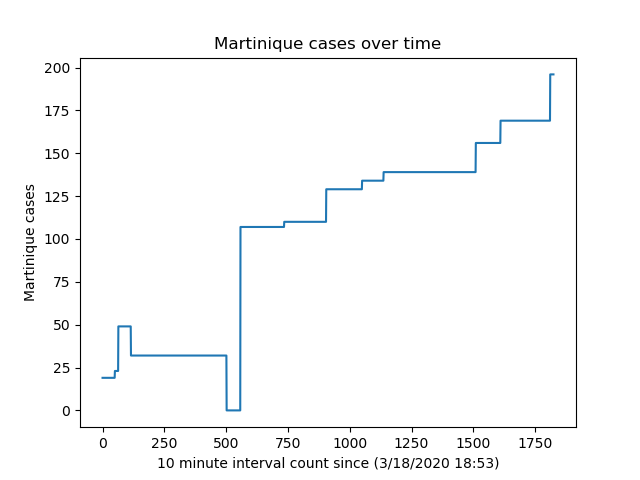 Martinique cases over time
Martinique cases
200
175
150
125
100
75
50
25
0
0 250 500 750 1000 1250 1500 1750
10 minute interval count since (3/18/2020 18:53)